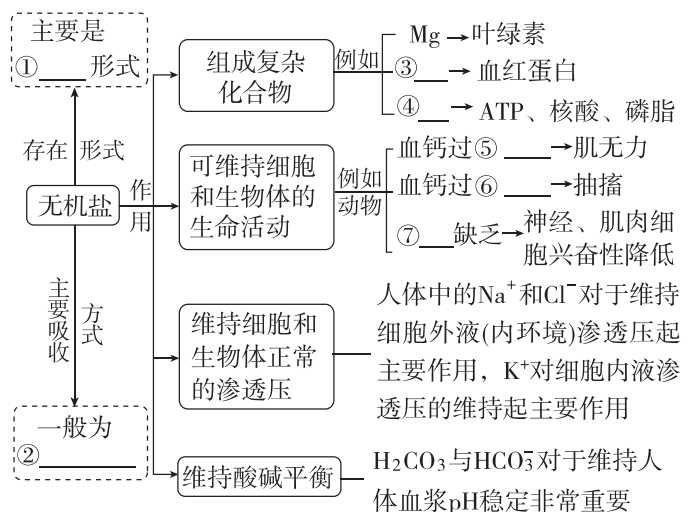 主要是
①____形式
存在形式
无机盐
主要吸收方式
一般为
②________
作用
组成复杂
化合物
例如
Mg→叶绿素
③___→血红蛋白
④___→ATP、核酸、磷脂
可维持细胞
和生物体的
生命活动
例如
动物
血钙过⑤____→肌无力
血钙过⑥____→抽搐
⑦___缺乏→神经、肌肉细
胞兴奋性降低
维持细胞和
生物体正常
的渗透压
人体中的Na⁺和Cl⁻对于维持
细胞外液(内环境)渗透压起
主要作用，K⁺对细胞内液渗
透压的维持起主要作用
维持酸碱平衡
H₂CO₃与HCO₃⁻对于维持人
体血浆pH稳定非常重要